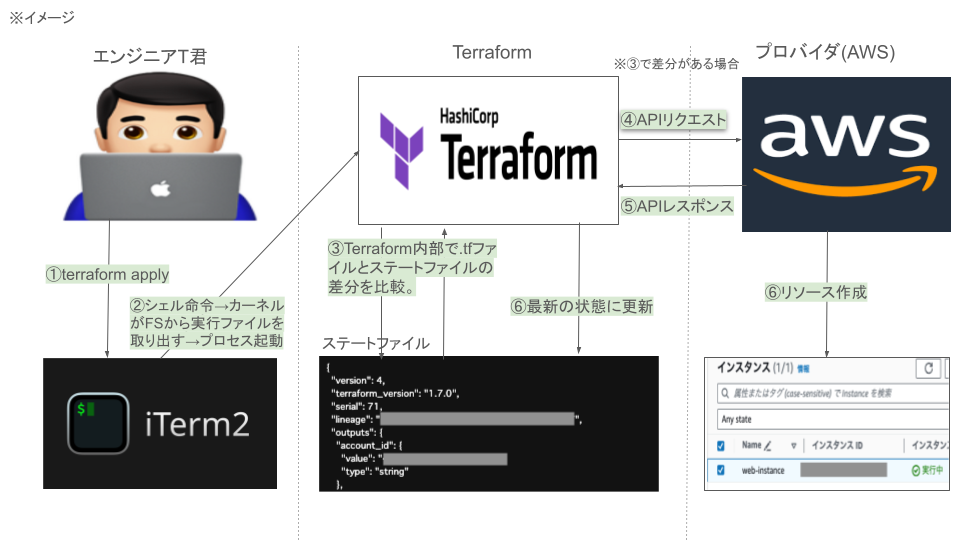 ※イメージ
エンジニアT君
Terraform
※③で差分がある場合
プロバイダ(AWS)
HashiCorp
Terraform
aws
④APIリクエスト
⑤APIレスポンス
①terraform apply
②シェル命令→カーネル
がFSから実行ファイルを
取り出す→プロセス起動
③Terraform内部で.tfファ
イルとステートファイルの
差分を比較。
⑥最新の状態に更新
⑥リソース作成
$
iTerm2
ステートファイル
{
"version": 4,
"terraform_version": "1.7.0",
"serial": 71,
"lineage": " ",
"outputs": {
"account_id": {
"value": "
"type": "string"
},
インスタンス (1/1) 情報
属性またはタグ (case-sensitive) で Instance を検索
Any state
Name インスタンス ID インスタン
web-instance 実行中